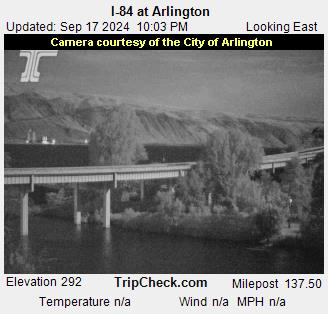 I-84 at Arlington
Updated: Sep 17 2024 10:03 PM Looking East
Camera courtesy of the City of Arlington
Elevation 292 TripCheck.com Milepost 137.50
Temperature n/a Wind n/a MPH n/a